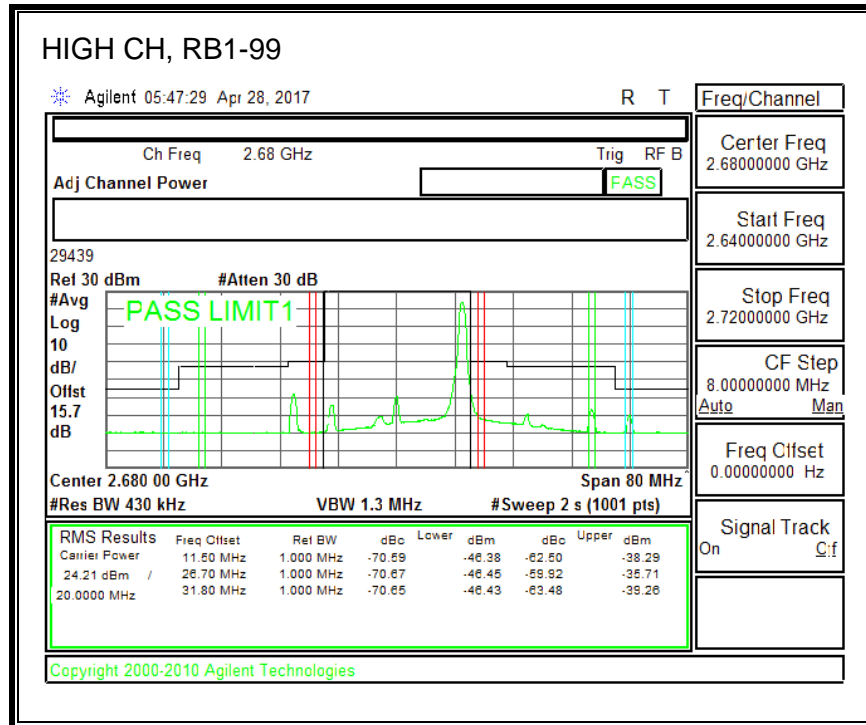 HIGH CH, RB1-99
Agilent 05:47:29 Apr 28, 2017 R T
Freq/Channel
Ch Freq 2.68 GHz Trig RF B
Adj Channel Power PASS
Center Freq
2.68000000 GHz
Start Freq
2.64000000 GHz
Stop Freq
2.72000000 GHz
CF Step
8.00000000 MHz
Auto Man
Freq Offset
0.00000000 Hz
Signal Track
On Off
29439
Ref 30 dBm #Atten 30 dB
#Avg
Log
10
dB/
Offst
15.7
dB
PASS LIMIT1
Center 2.680 00 GHz Span 80 MHz
#Res BW 430 kHz VBW 1.3 MHz #Sweep 2 s (1001 pts)
RMS Results Freq Offset Ref BW dBc Lower dBm dBc Upper dBm
Carrier Power 11.50 MHz 1.000 MHz -70.59 -46.38 -62.50 -38.29
24.21 dBm / 26.70 MHz 1.000 MHz -70.67 -46.45 -59.92 -35.71
20.0000 MHz 31.80 MHz 1.000 MHz -70.65 -46.43 -63.48 -39.26
Copyright 2000-2010 Agilent Technologies